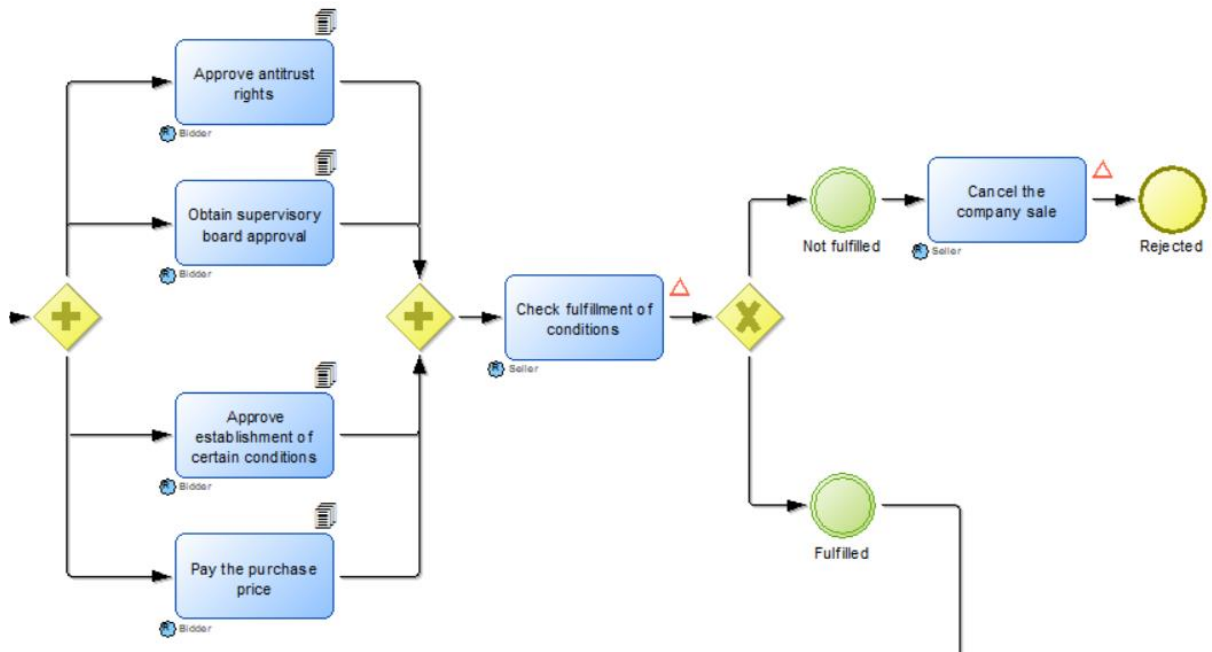 Approve antitrust
rights
Bidder
Obtain supervisory
board approval
Bidder
Approve
establishment of
certain conditions
Bidder
Pay the purchase
price
Bidder
Check fulfillment of
conditions
Seller
Not fulfilled
Cancel the
company sale
Seller
Rejected
Fulfilled